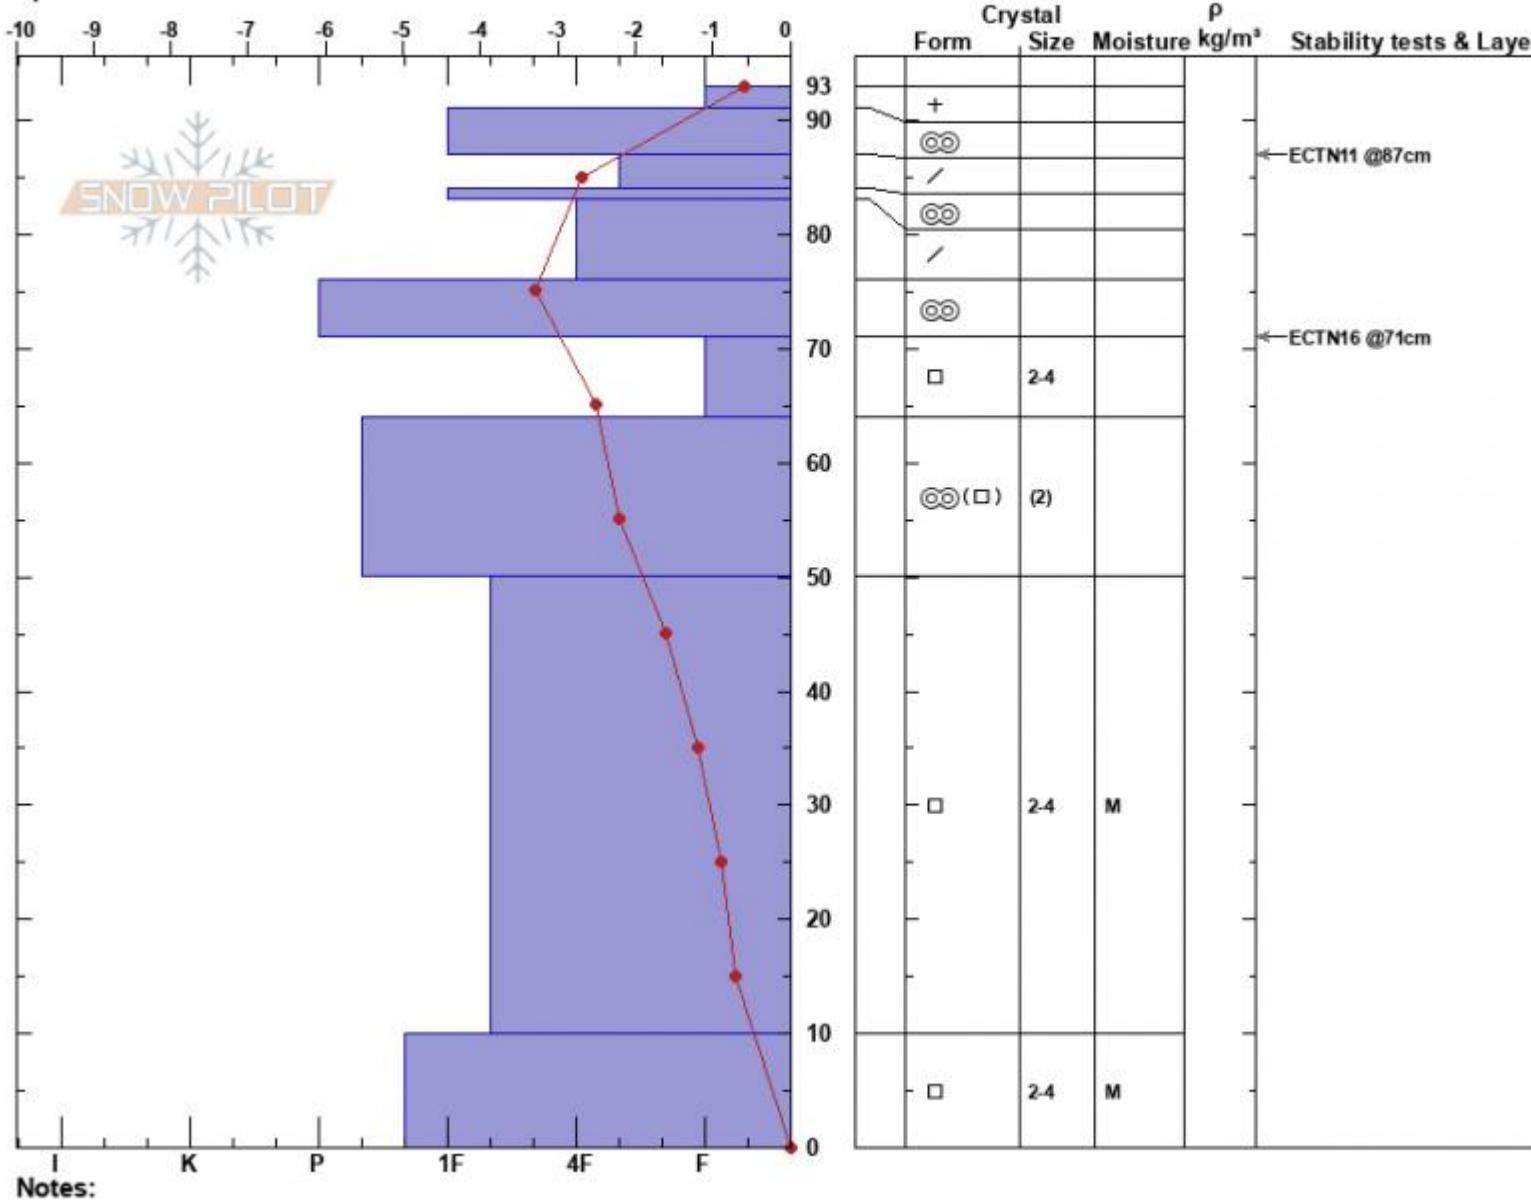 Crystal ρ
-10 -9 -8 -7 -6 -5 -4 -3 -2 -1 0 Form Size Moisture kg/m³ Stability tests & Laye
93
+
90
SNOW PILOT
ECTN11 @87cm
80
ECTN16 @71cm
70
2-4
60
(2)
50
40
30 2-4 M
20
10
2-4 M
0
I K P 1F 4F F
Notes: